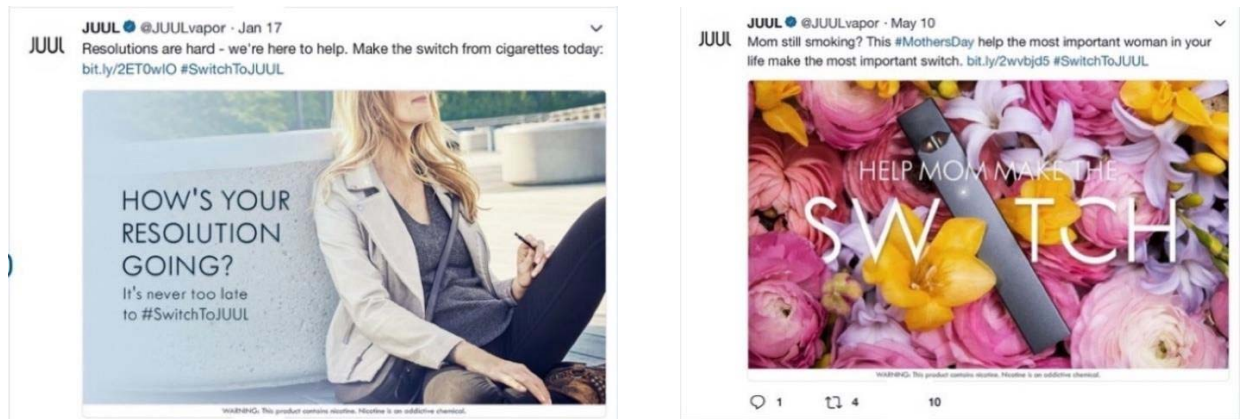 JUUL @JUULvapor · Jan 17
JUUL
Resolutions are hard - we're here to help. Make the switch from cigarettes today:
bit.ly/2ET0wIO #SwitchToJUUL
HOW'S YOUR
RESOLUTION
GOING?
It's never too late
to #SwitchToJUUL
WARNING: This product contains nicotine. Nicotine is an addictive chemical.
JUUL @JUULvapor · May 10
JUUL
Mom still smoking? This #MothersDay help the most important woman in your
life make the most important switch. bit.ly/2wvbjd5 #SwitchToJUUL
HELP MOM MAKE THE
SW TCH
WARNING: This product contains nicotine. Nicotine is an addictive chemical.
1 4 10